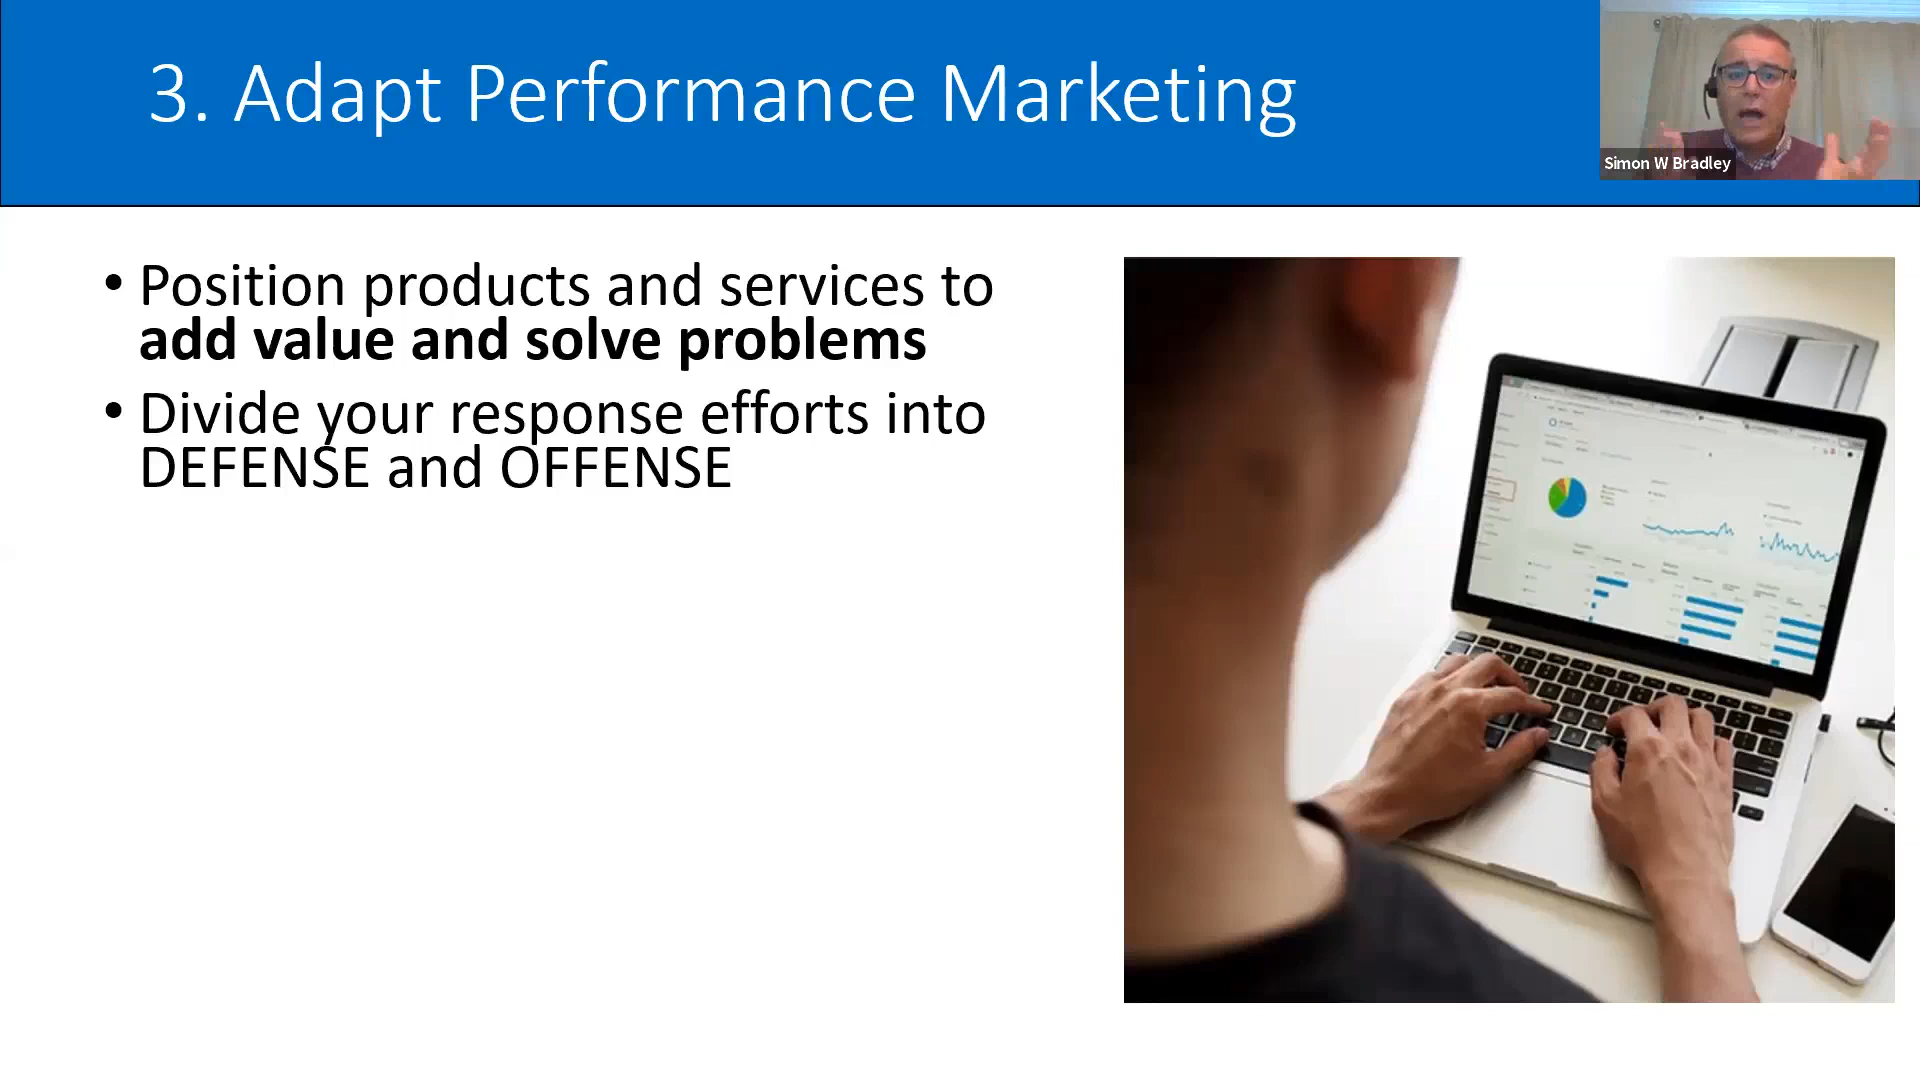 3. Adapt Performance Marketing
Simon W Bradley
• Position products and services to
add value and solve problems
• Divide your response efforts into
DEFENSE and OFFENSE